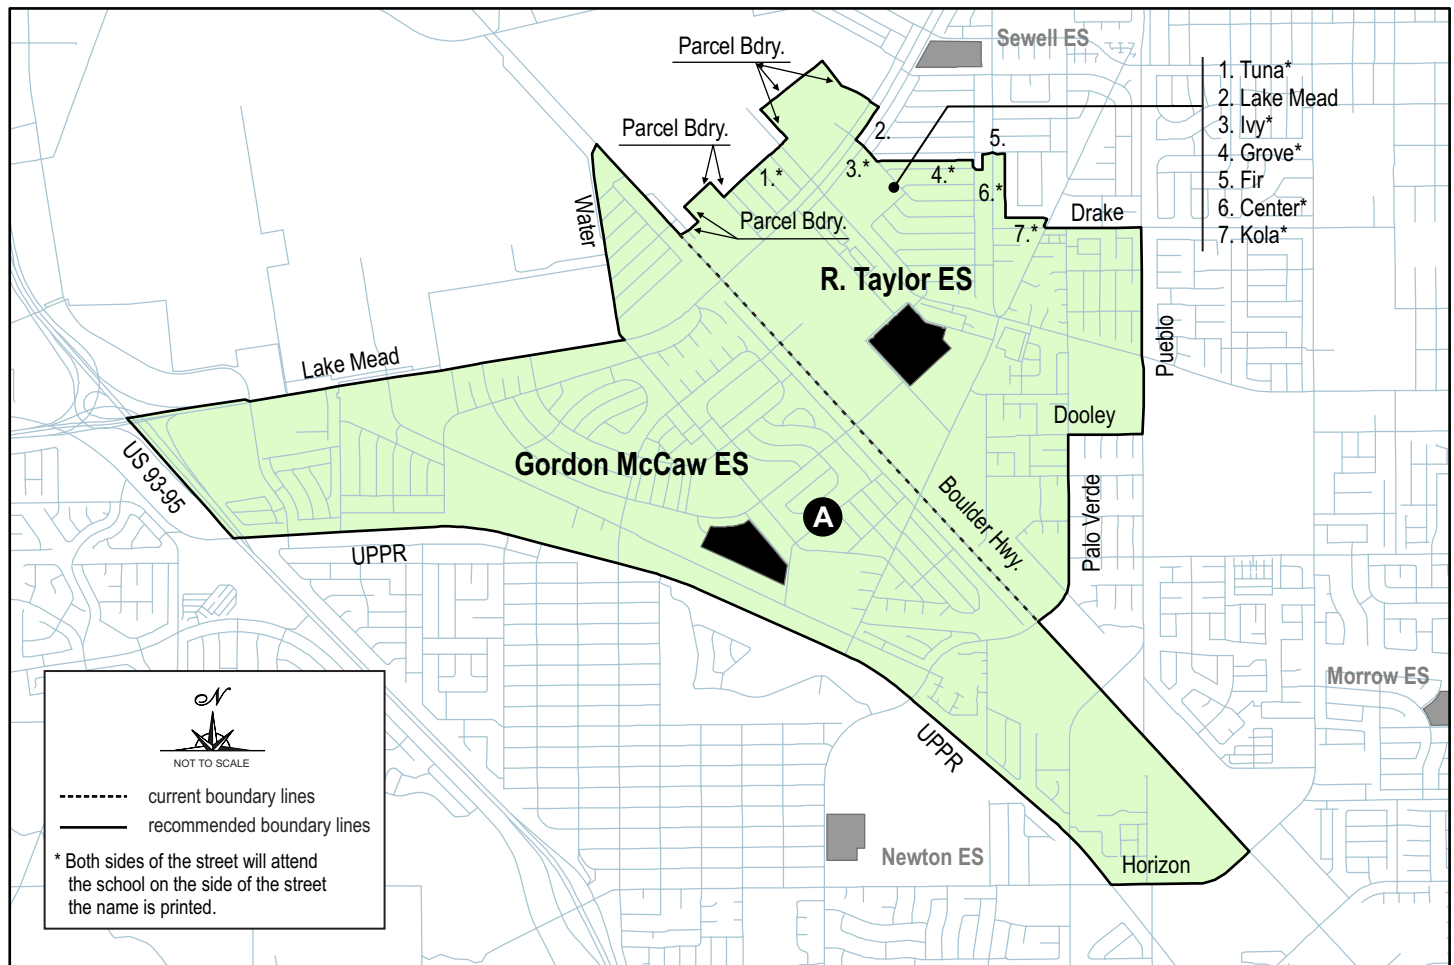 Sewell ES
Parcel Bdry.
1. Tuna*
2. Lake Mead
3. Ivy*
4. Grove*
5. Fir
6. Center*
7. Kola*
Parcel Bdry.
2.
5.
3.*
4.*
1.*
6.*
Water
Parcel Bdry.
Drake
7.*
R. Taylor ES
Pueblo
Lake Mead
Dooley
US 93-95
Gordon McCaw ES
A
Boulder Hwy.
Palo Verde
UPPR
Morrow ES
N
NOT TO SCALE
current boundary lines
recommended boundary lines
* Both sides of the street will attend
the school on the side of the street
the name is printed.
UPPR
Newton ES
Horizon